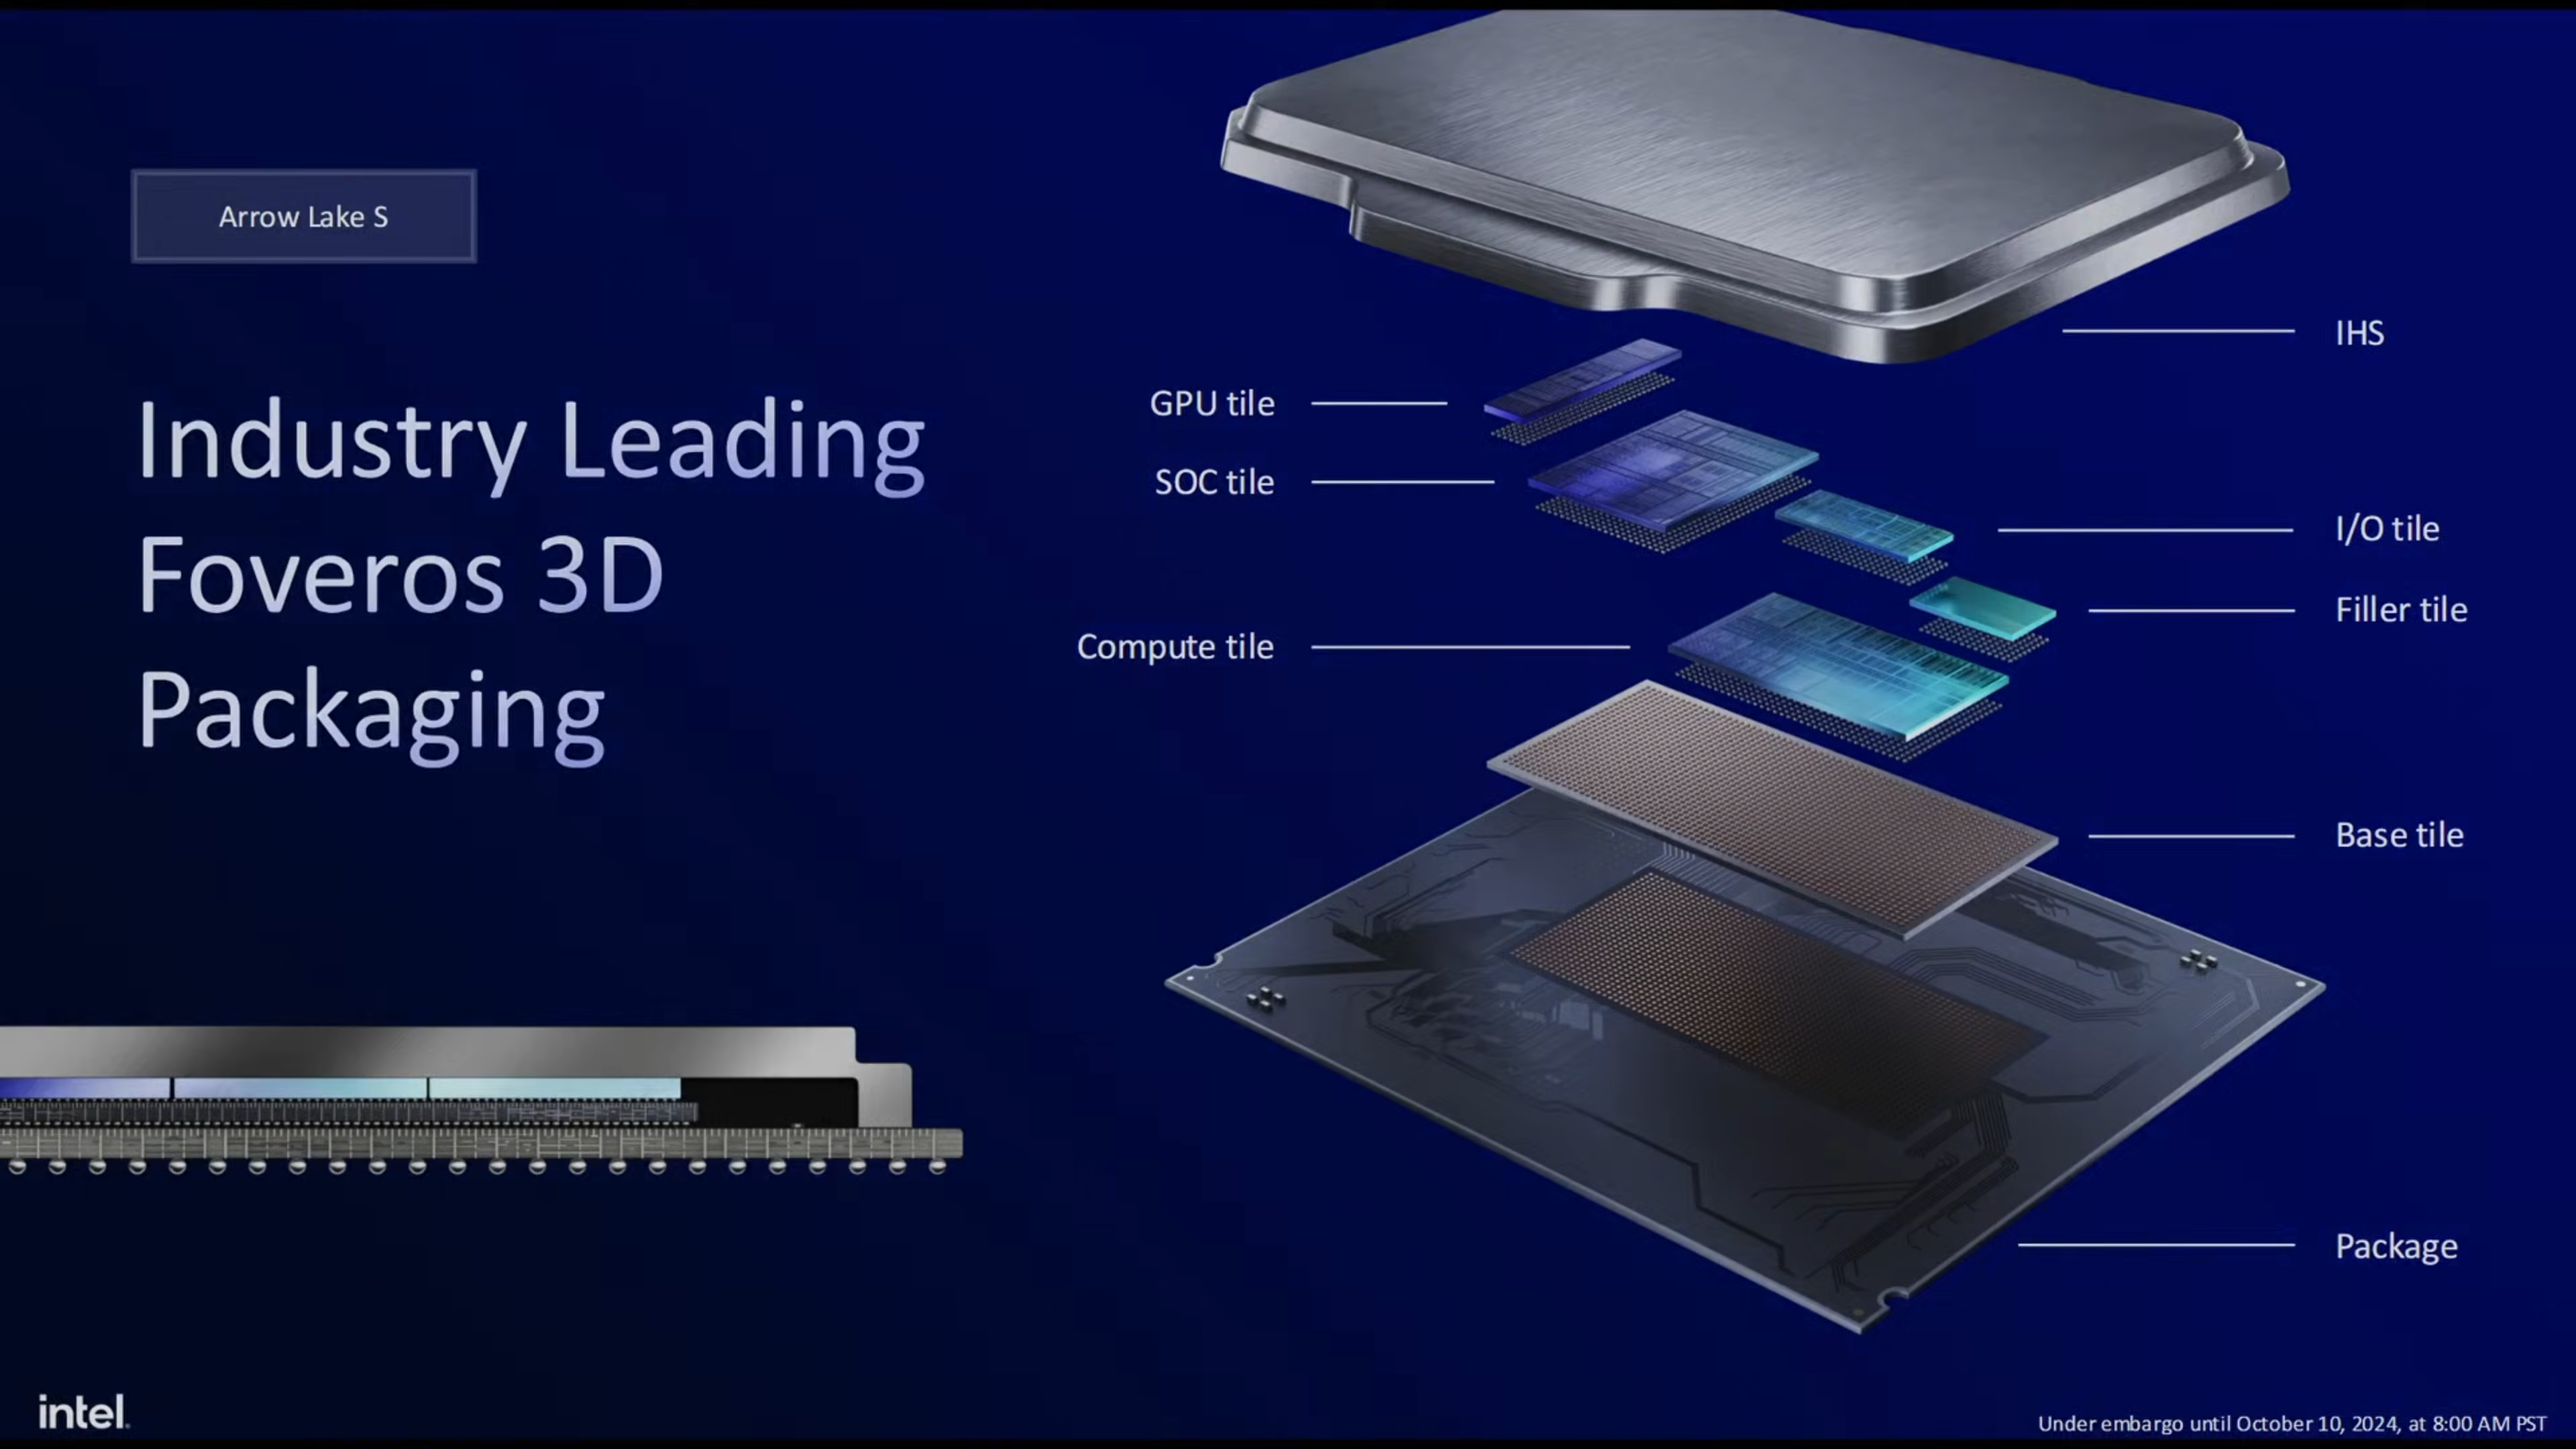 Arrow Lake S
Industry Leading
Foveros 3D
Packaging
IHS
GPU tile
SOC tile
I/O tile
Filler tile
Compute tile
Base tile
Package
intel.
Under embargo until October 10, 2024, at 8:00 AM PST